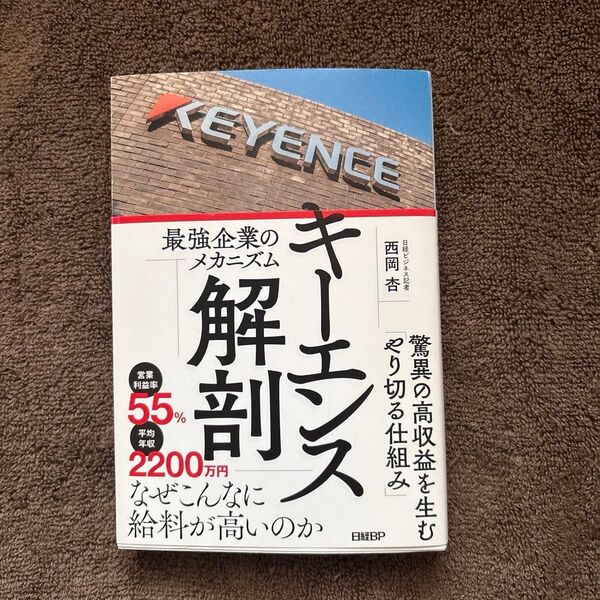 KEYENCE
日経ビジネス記者
西岡 杏
キーエンス
解剖
最強企業の
メカニズム
驚異の高収益を生む
「やり切る仕組み」
営業
利益率
55%
平均
年収
2200万円
なぜこんなに
給料が高いのか
日経BP